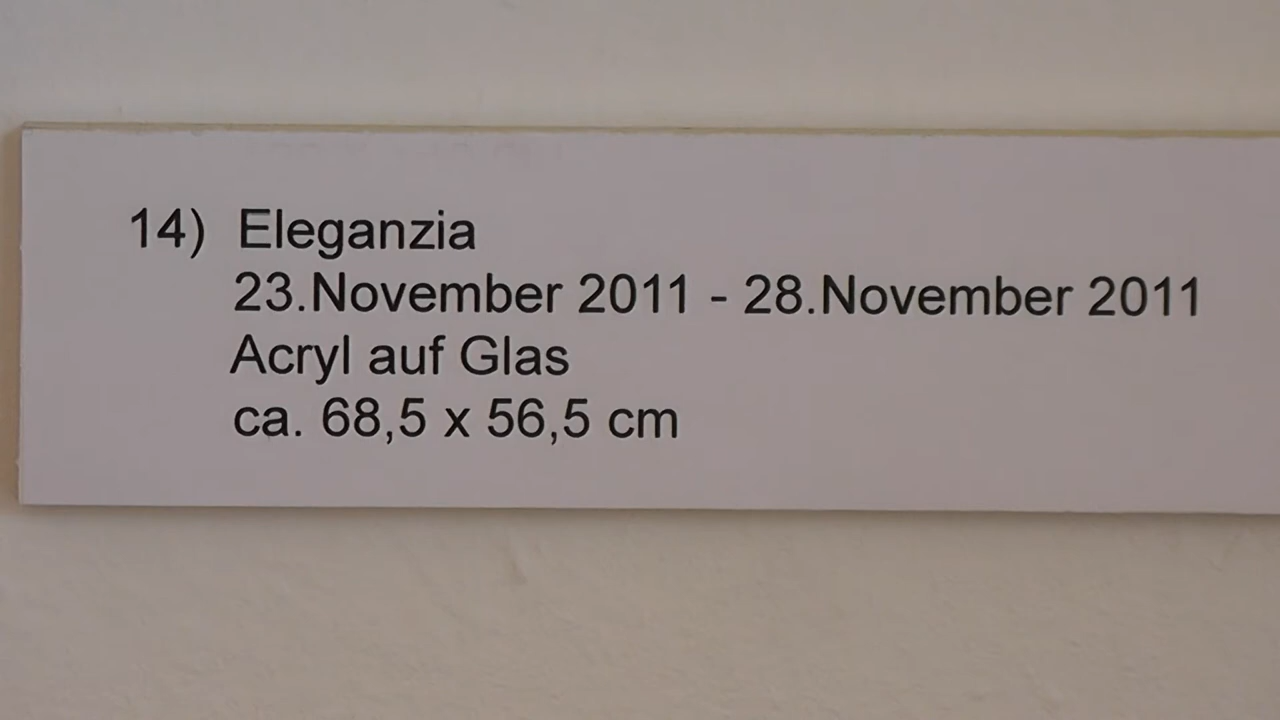 14) Eleganzia
23.November 2011 - 28.November 2011
Acryl auf Glas
ca. 68,5 x 56,5 cm